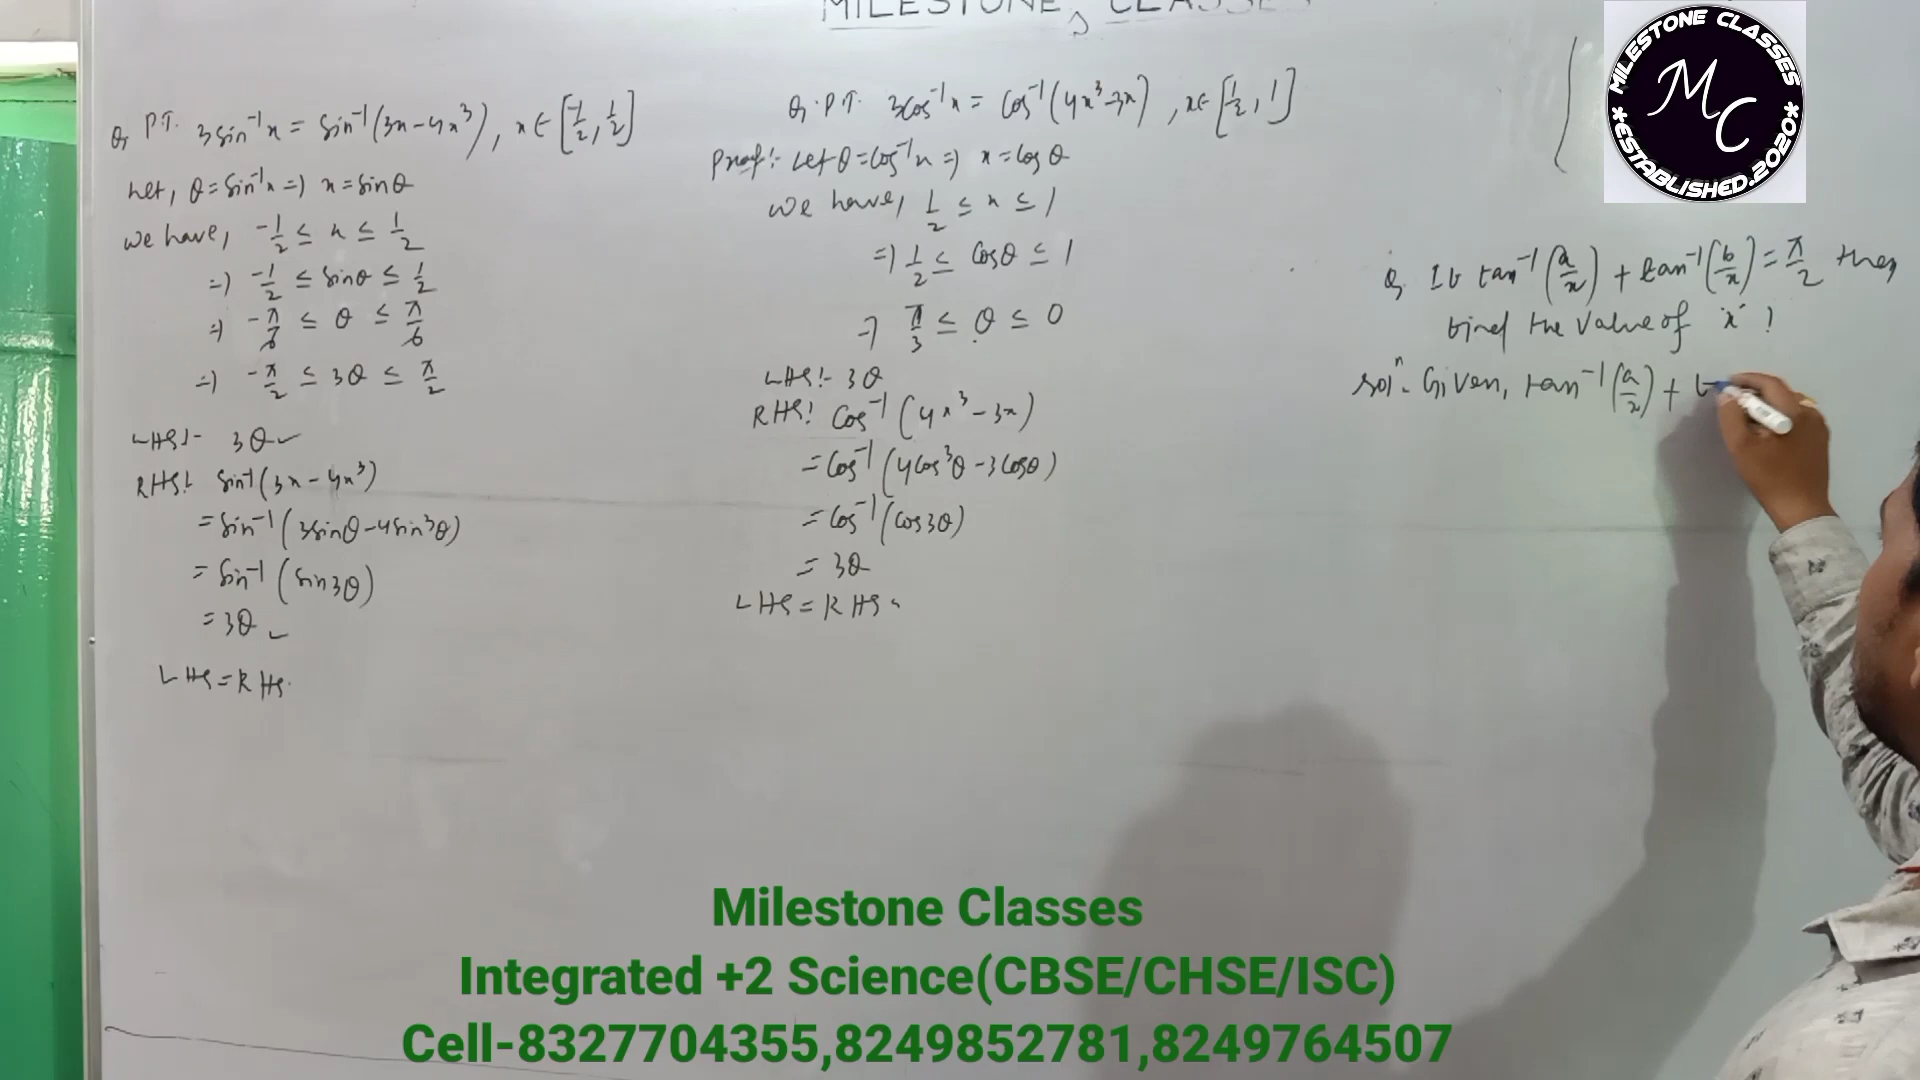 MILESTONE CLASSES
MILESTONE CLASSES
MC
*ESTABLISHED.2020*
Q. P.T. 3sin⁻¹x = sin⁻¹(3x-4x³), x∈[-1/2, 1/2]
Let, θ = sin⁻¹x => x = sinθ
we have, -1/2 ≤ x ≤ 1/2
=> -1/2 ≤ sinθ ≤ 1/2
=> -π/6 ≤ θ ≤ π/6
=> -π/2 ≤ 3θ ≤ π/2
LHS:- 3θ ✓
RHS: sin⁻¹(3x-4x³)
= sin⁻¹(3sinθ-4sin³θ)
= sin⁻¹(sin3θ)
= 3θ ✓
LHS = RHS.
Q. P.T. 3cos⁻¹x = cos⁻¹(4x³-3x), x∈[1/2, 1]
Proof:- Let θ = cos⁻¹x => x = cosθ
we have, 1/2 ≤ x ≤ 1
=> 1/2 ≤ cosθ ≤ 1
=> π/3 ≤ θ ≤ 0
LHS:- 3θ
RHS: cos⁻¹(4x³-3x)
= cos⁻¹(4cos³θ-3cosθ)
= cos⁻¹(cos3θ)
= 3θ
LHS = RHS
Q. If tan⁻¹(a/x) + tan⁻¹(b/x) = π/2 then
find the value of 'x' ?
Solⁿ- Given, tan⁻¹(a/x) + t
Milestone Classes
Integrated +2 Science(CBSE/CHSE/ISC)
Cell-8327704355,8249852781,8249764507